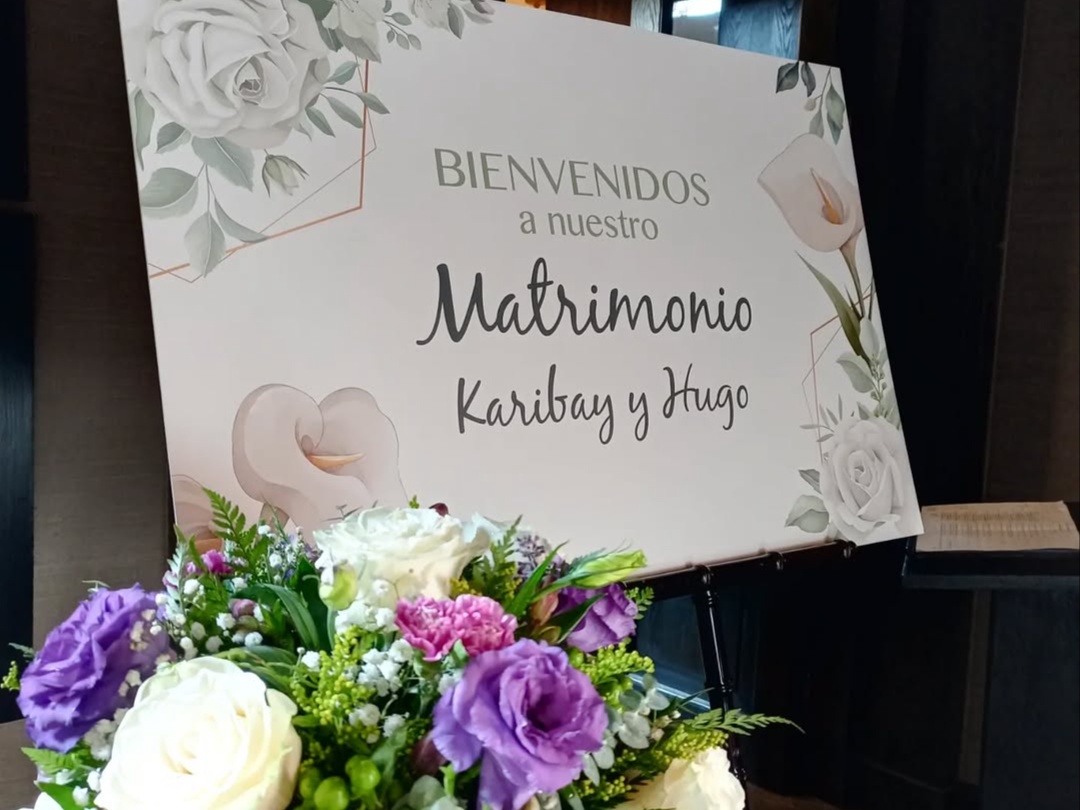 BIENVENIDOS
a nuestro
Matrimonio
Karibay y Hugo